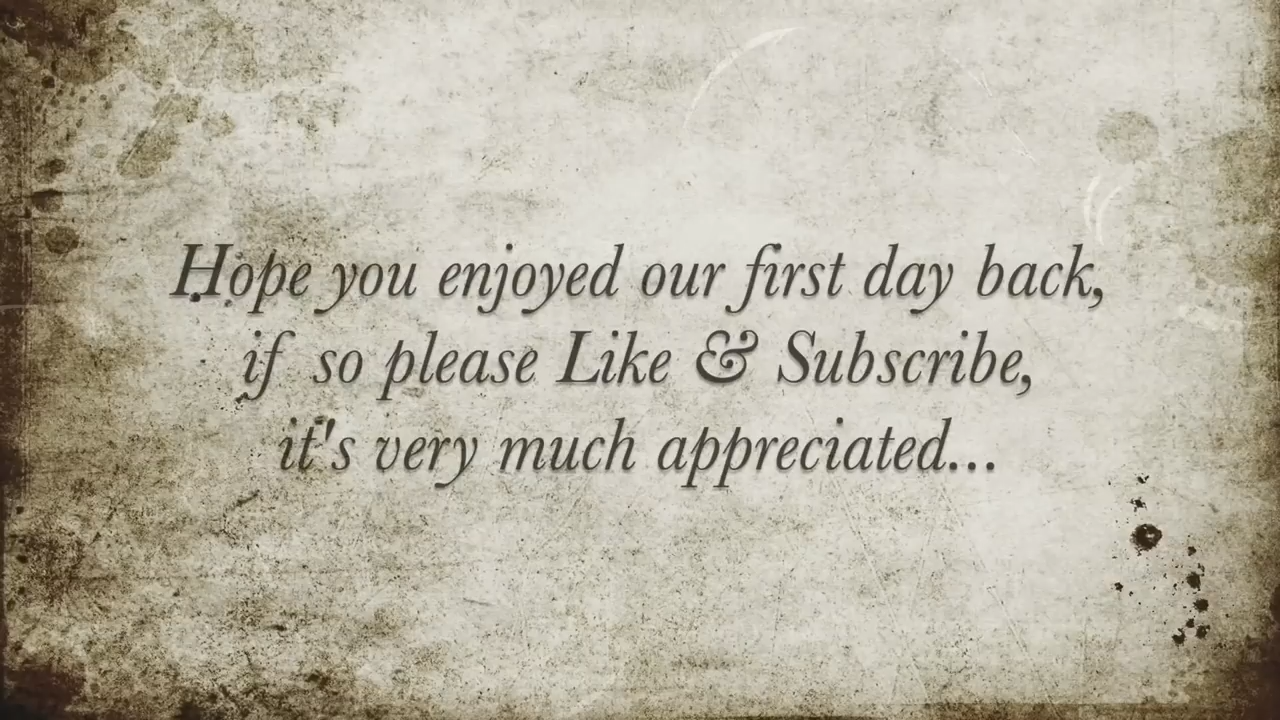 Hope you enjoyed our first day back,
if so please Like & Subscribe,
it's very much appreciated...